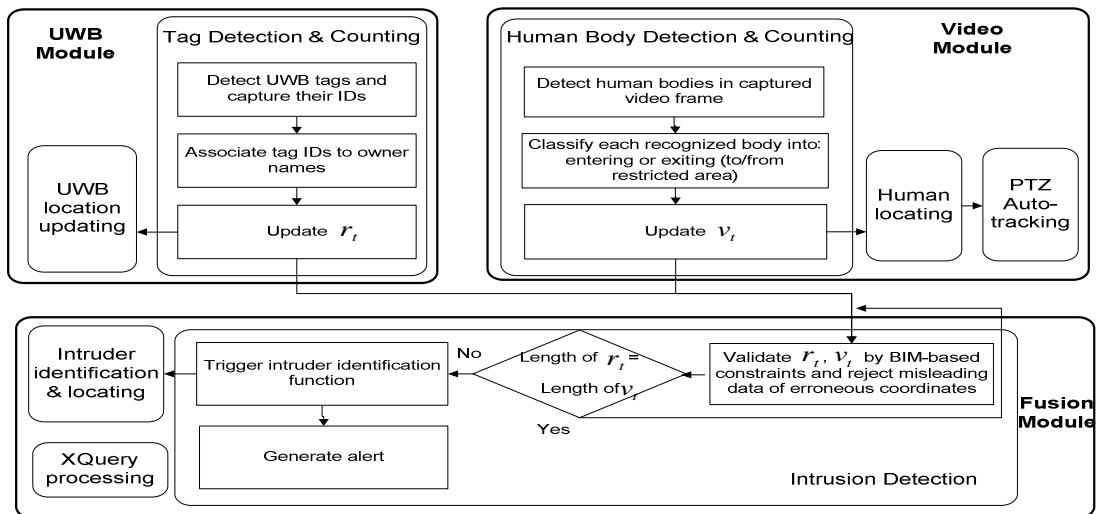 UWB
Module
Tag Detection & Counting
Detect UWB tags and
capture their IDs
Associate tag IDs to owner
names
Update r_t
UWB
location
updating
Human Body Detection & Counting
Video
Module
Detect human bodies in captured
video frame
Classify each recognized body into:
entering or exiting (to/from
restricted area)
Update v_t
Human
locating
PTZ
Auto-
tracking
Intruder
identification
& locating
XQuery
processing
Trigger intruder identification
function
Generate alert
No
Length of r_t =
Length of v_t
Yes
Validate r_t, v_t by BIM-based
constraints and reject misleading
data of erroneous coordinates
Intrusion Detection
Fusion
Module